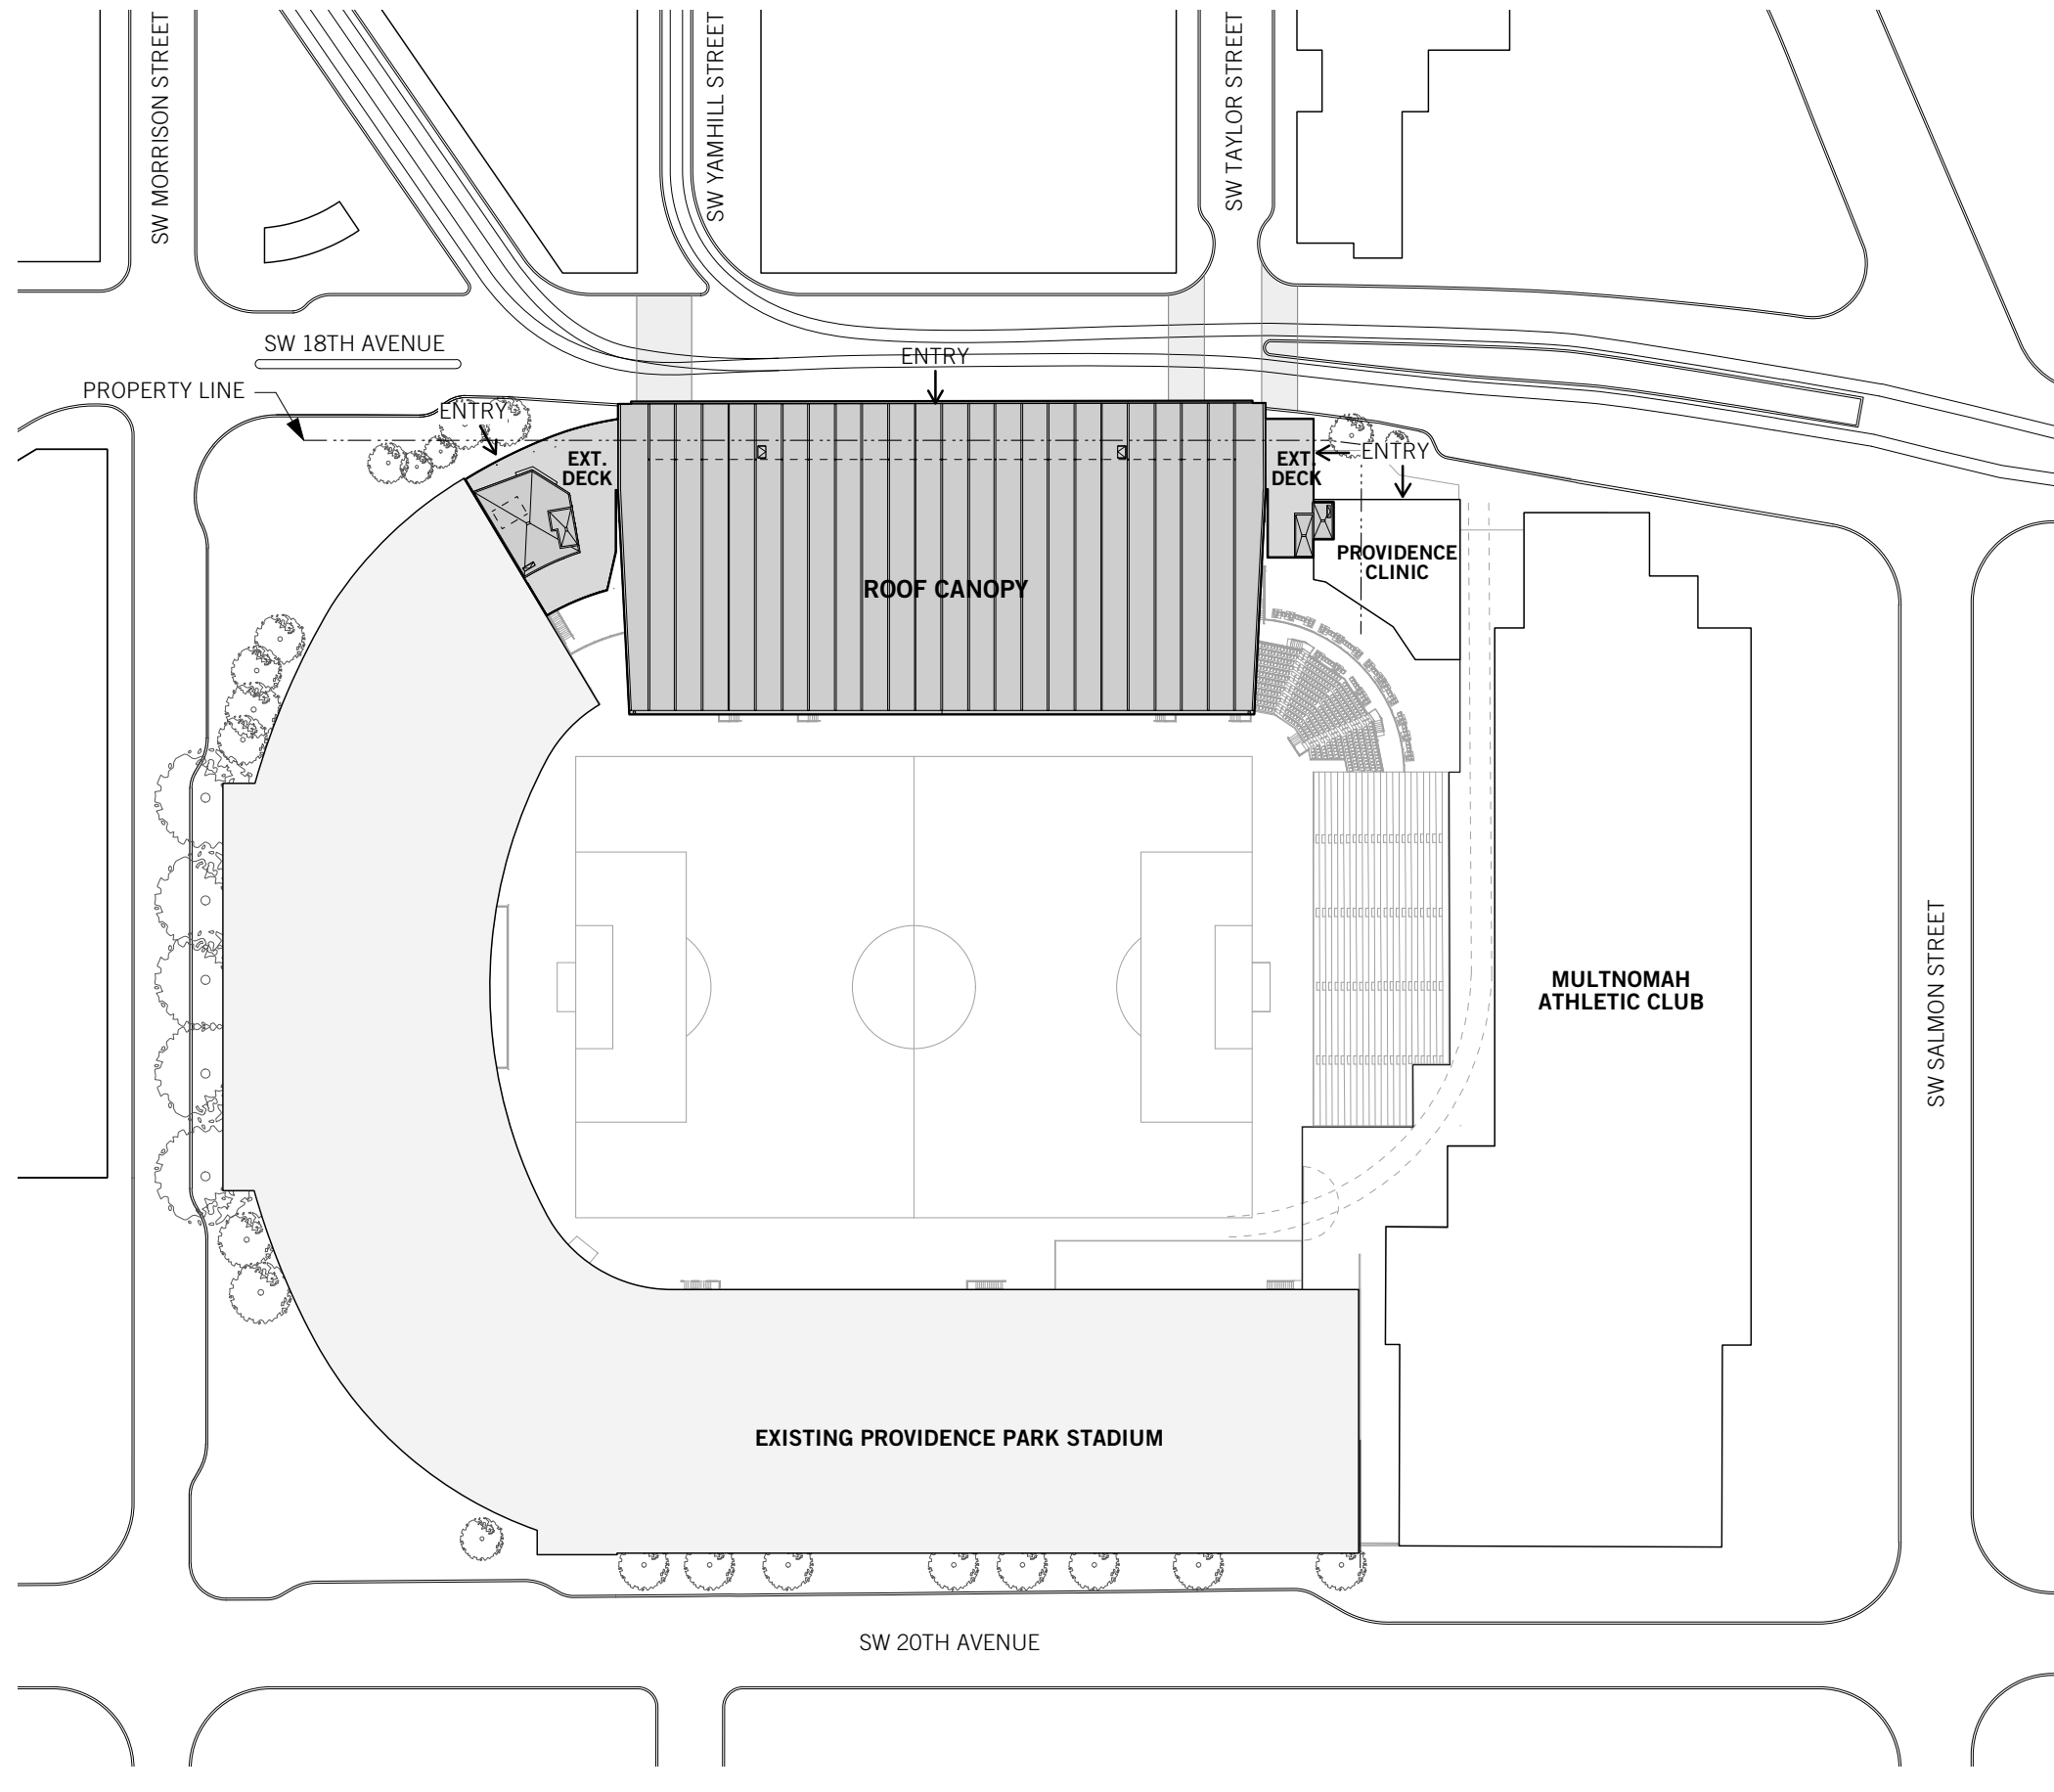 SW MORRISON STREET
SW YAMHILL STREET
SW TAYLOR STREET
SW 18TH AVENUE
ENTRY
PROPERTY LINE
ENTRY
ENTRY
EXT.
DECK
EXT.
DECK
PROVIDENCE
CLINIC
ROOF CANOPY
MULTNOMAH
ATHLETIC CLUB
SW SALMON STREET
EXISTING PROVIDENCE PARK STADIUM
SW 20TH AVENUE